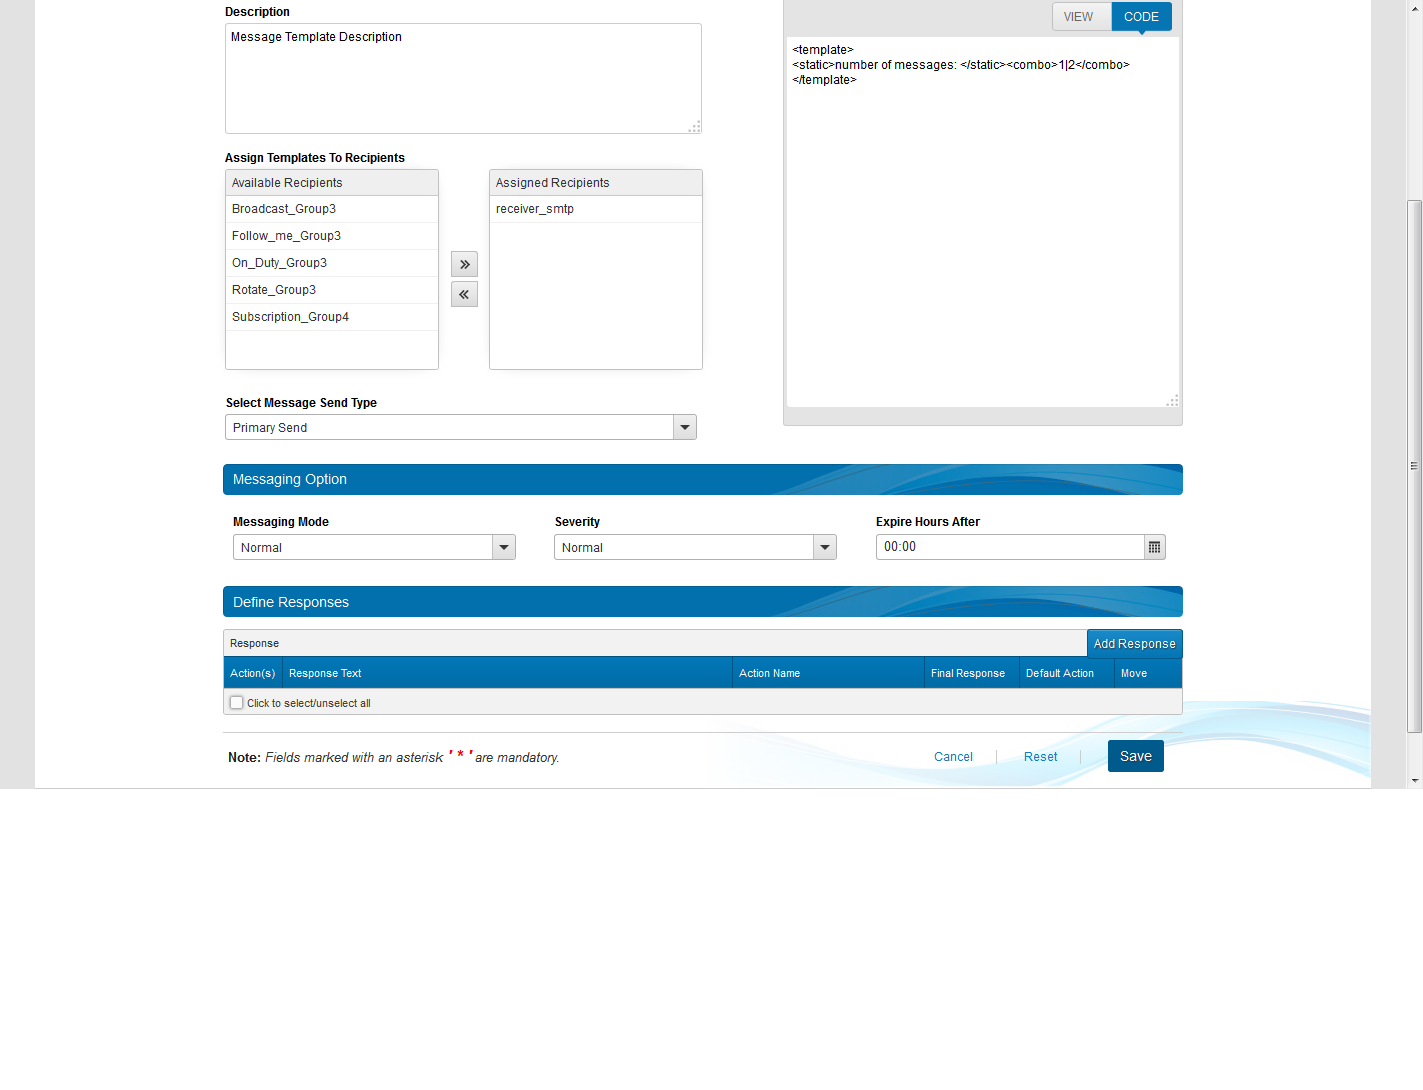 Description
Message Template Description
VIEW
CODE
<template>
<static>number of messages: </static><combo>1|2</combo>
</template>
Assign Templates To Recipients
Available Recipients
Broadcast_Group3
Follow_me_Group3
On_Duty_Group3
Rotate_Group3
Subscription_Group4
»
«
Assigned Recipients
receiver_smtp
Select Message Send Type
Primary Send
Messaging Option
Messaging Mode
Normal
Severity
Normal
Expire Hours After
00:00
Define Responses
Response
Add Response
Action(s) Response Text Action Name Final Response Default Action Move
Click to select/unselect all
Note: Fields marked with an asterisk ' * ' are mandatory.
Cancel
Reset
Save